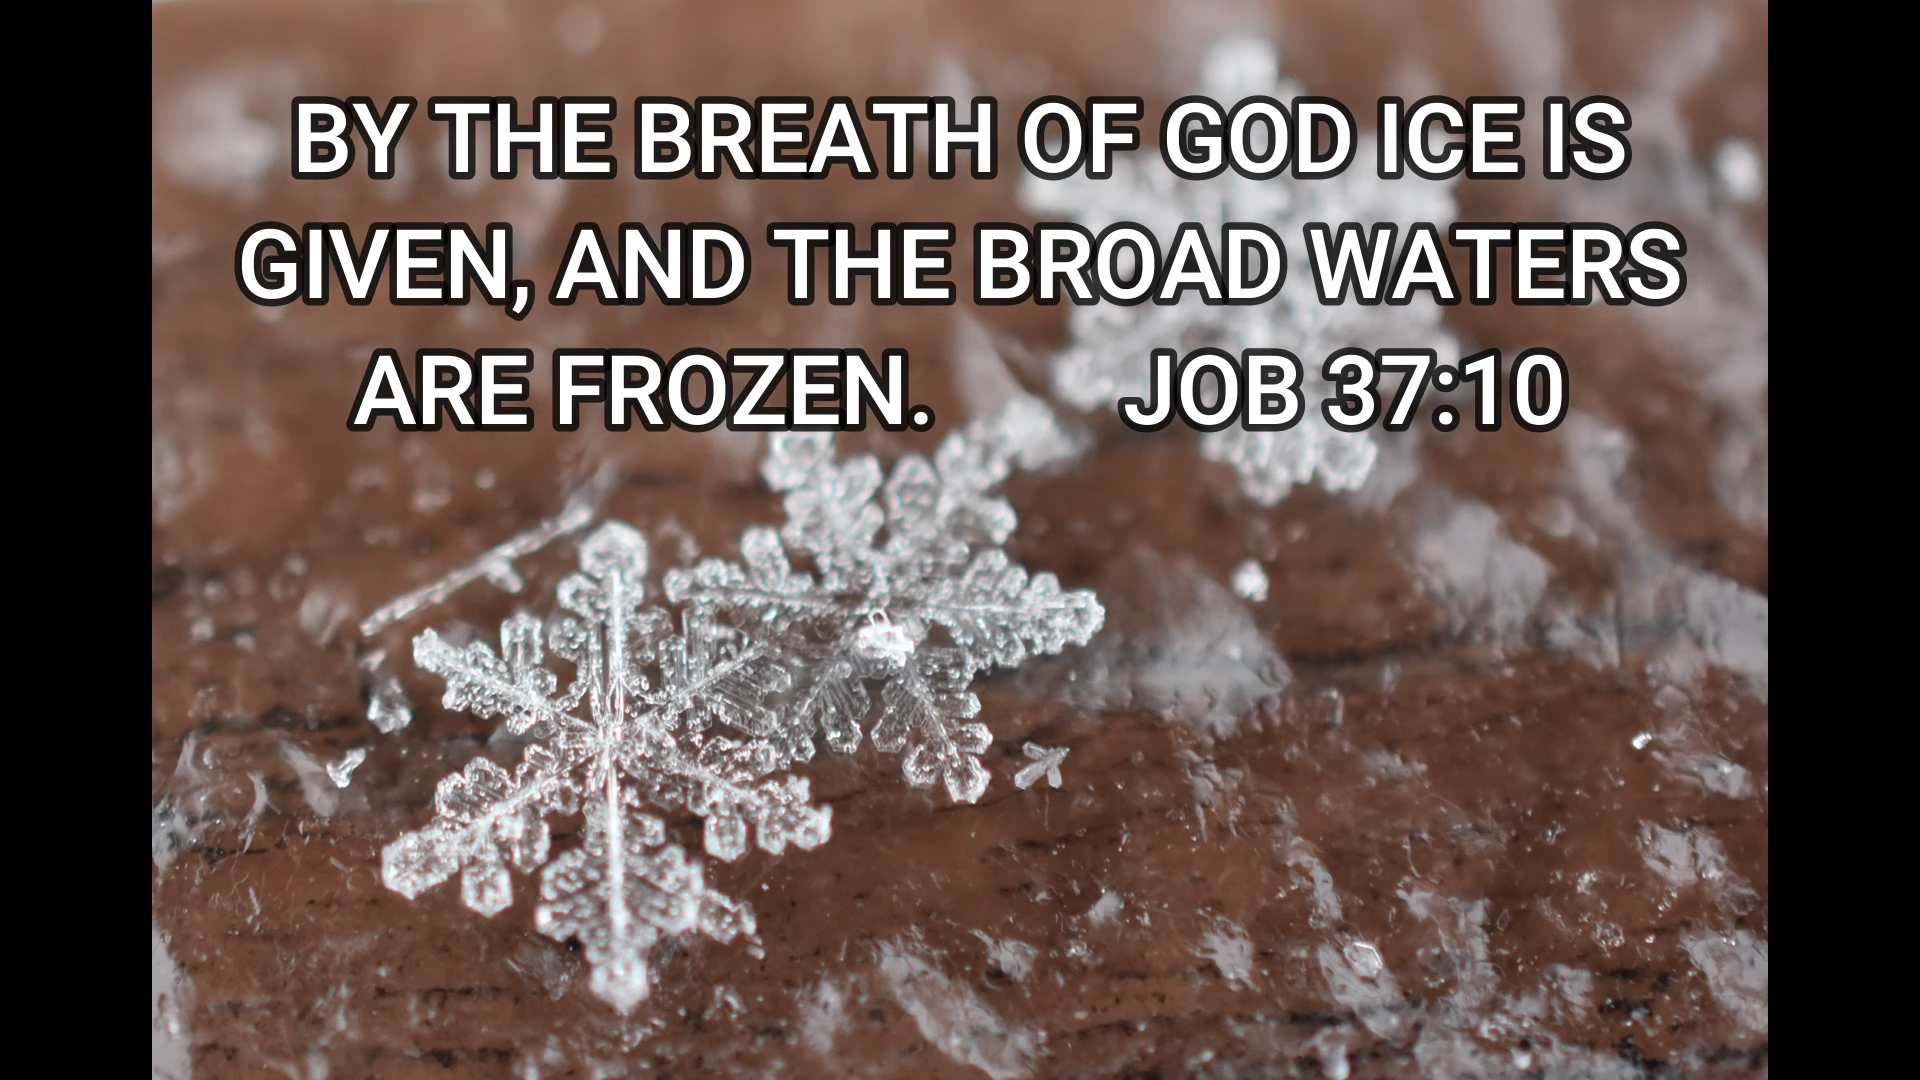 BY THE BREATH OF GOD ICE IS
GIVEN, AND THE BROAD WATERS
ARE FROZEN. JOB 37:10